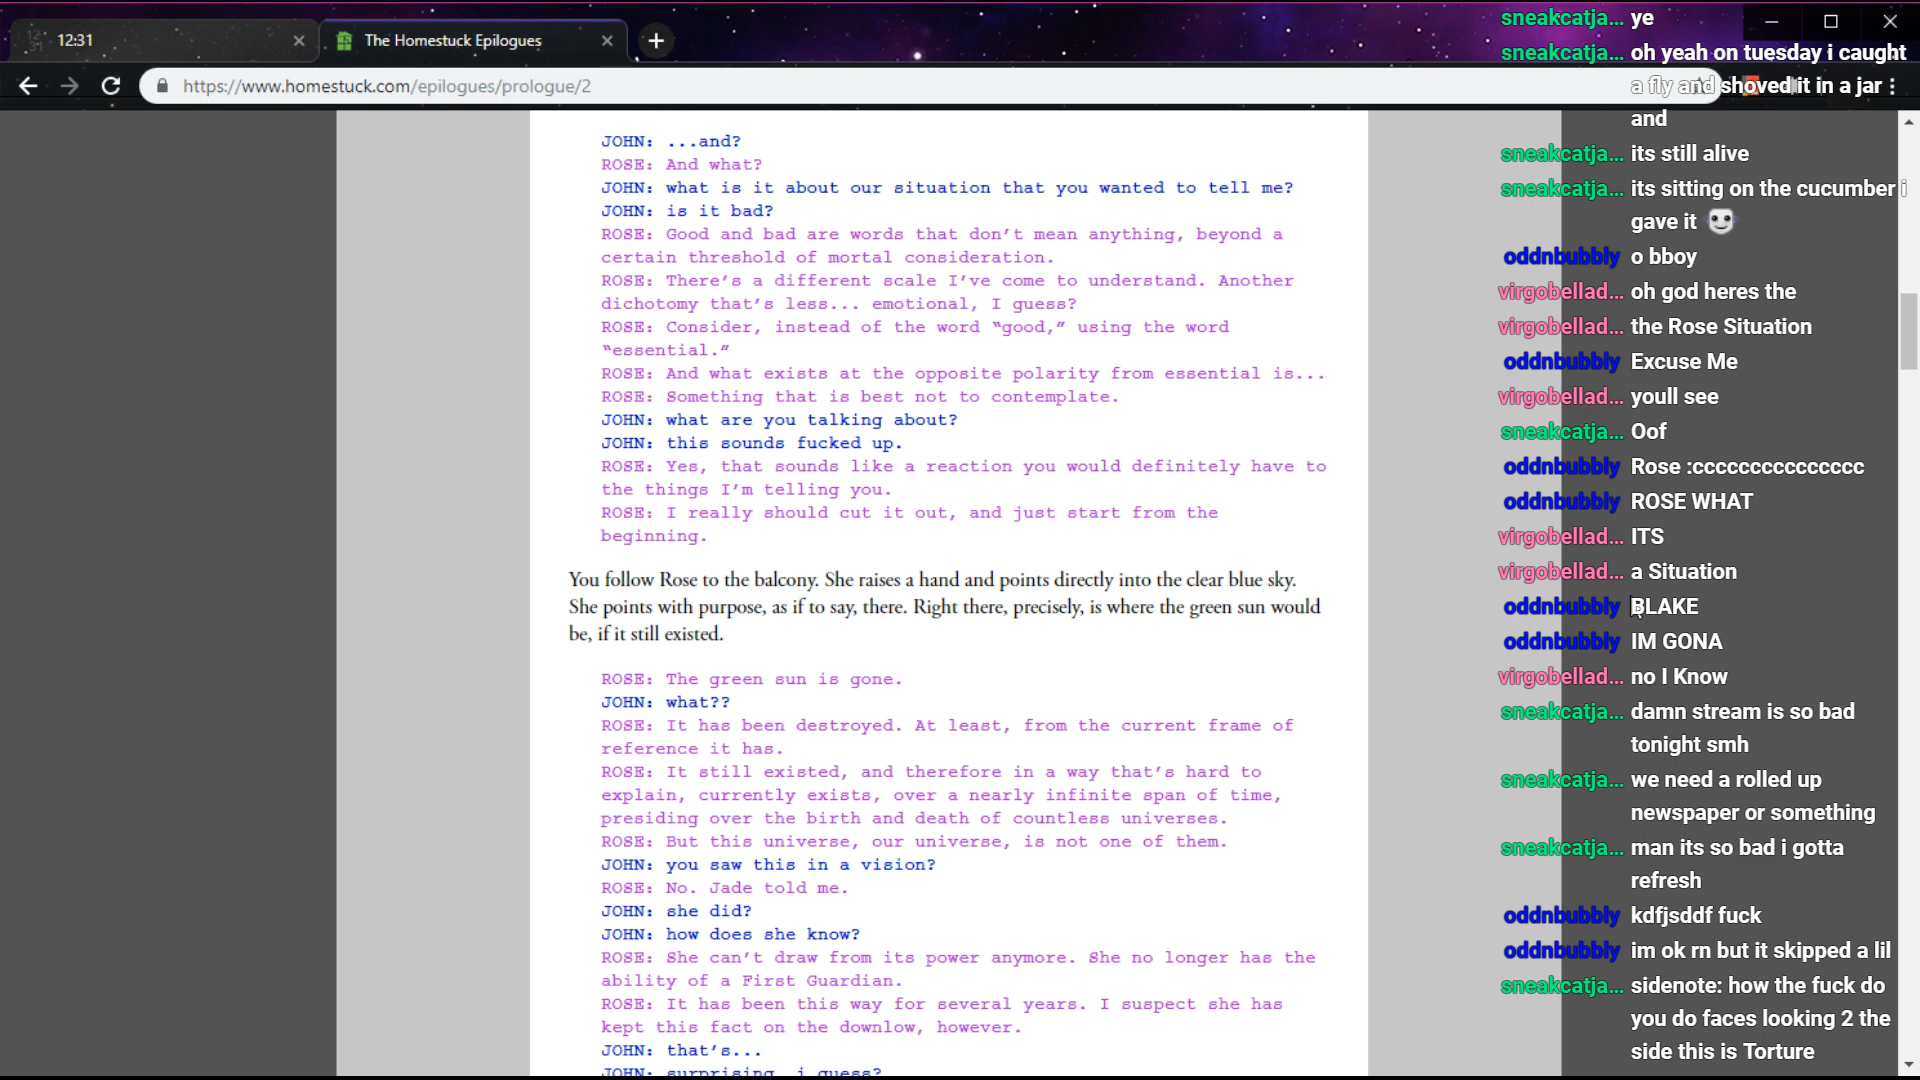 12:31
The Homestuck Epilogues
https://www.homestuck.com/epilogues/prologue/2
JOHN: ...and?
ROSE: And what?
JOHN: what is it about our situation that you wanted to tell me?
JOHN: is it bad?
ROSE: Good and bad are words that don't mean anything, beyond a
certain threshold of mortal consideration.
ROSE: There's a different scale I've come to understand. Another
dichotomy that's less... emotional, I guess?
ROSE: Consider, instead of the word “good,” using the word
“essential.”
ROSE: And what exists at the opposite polarity from essential is...
ROSE: Something that is best not to contemplate.
JOHN: what are you talking about?
JOHN: this sounds fucked up.
ROSE: Yes, that sounds like a reaction you would definitely have to
the things I'm telling you.
ROSE: I really should cut it out, and just start from the
beginning.
You follow Rose to the balcony. She raises a hand and points directly into the clear blue sky.
She points with purpose, as if to say, there. Right there, precisely, is where the green sun would
be, if it still existed.
ROSE: The green sun is gone.
JOHN: what??
ROSE: It has been destroyed. At least, from the current frame of
reference it has.
ROSE: It still existed, and therefore in a way that's hard to
explain, currently exists, over a nearly infinite span of time,
presiding over the birth and death of countless universes.
ROSE: But this universe, our universe, is not one of them.
JOHN: you saw this in a vision?
ROSE: No. Jade told me.
JOHN: she did?
JOHN: how does she know?
ROSE: She can't draw from its power anymore. She no longer has the
ability of a First Guardian.
ROSE: It has been this way for several years. I suspect she has
kept this fact on the downlow, however.
JOHN: that's...
JOHN: surprising, i guess?
sneakcatja... ye
sneakcatja... oh yeah on tuesday i caught
a fly and shoved it in a jar
and
sneakcatja... its still alive
sneakcatja... its sitting on the cucumber i
gave it
oddnbubbly o bboy
virgobellad... oh god heres the
virgobellad... the Rose Situation
oddnbubbly Excuse Me
virgobellad... youll see
sneakcatja... Oof
oddnbubbly Rose :ccccccccccccccc
oddnbubbly ROSE WHAT
virgobellad... ITS
virgobellad... a Situation
oddnbubbly BLAKE
oddnbubbly IM GONA
virgobellad... no I Know
sneakcatja... damn stream is so bad
tonight smh
sneakcatja... we need a rolled up
newspaper or something
sneakcatja... man its so bad i gotta
refresh
oddnbubbly kdfjsddf fuck
oddnbubbly im ok rn but it skipped a lil
sneakcatja... sidenote: how the fuck do
you do faces looking 2 the
side this is Torture